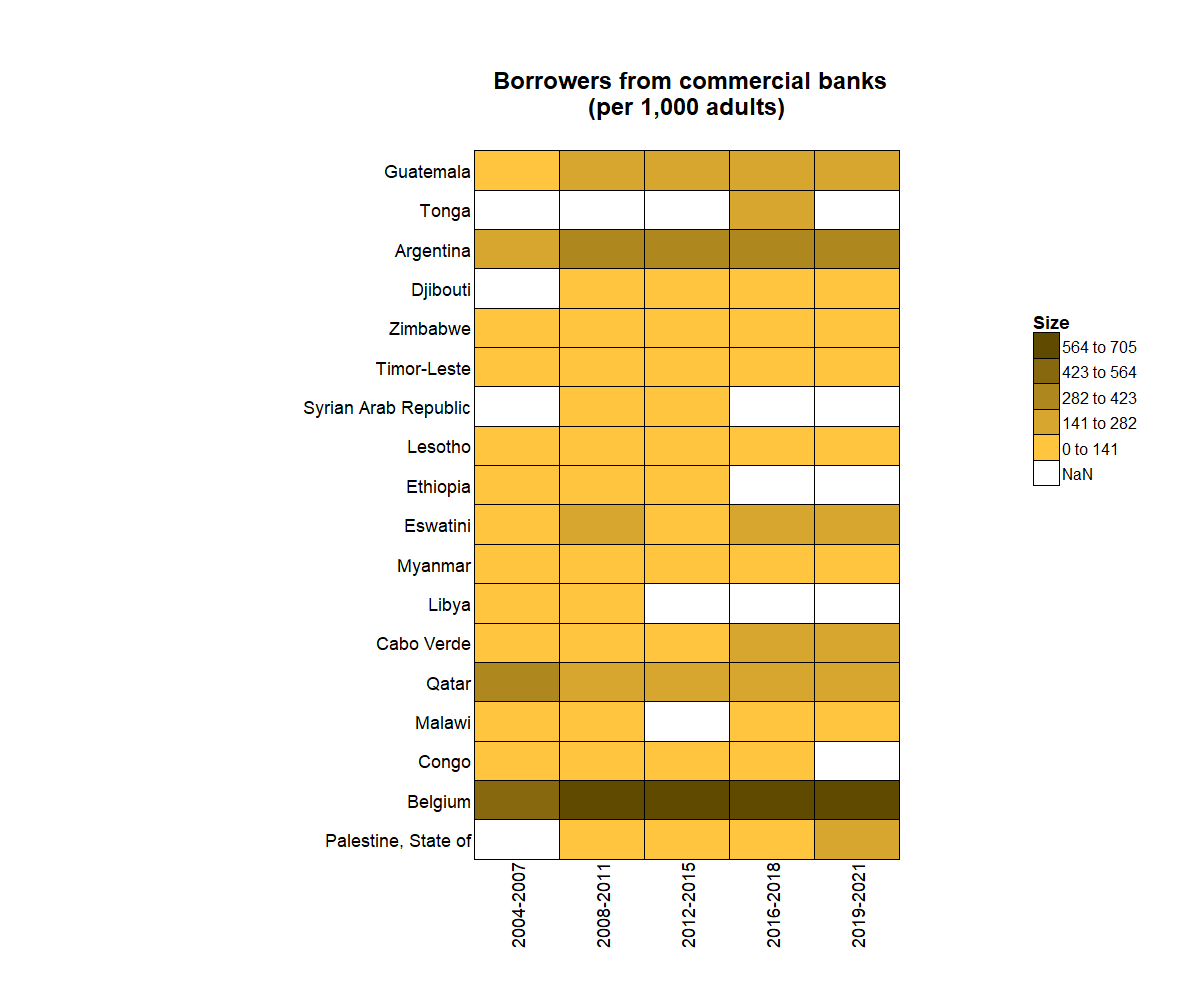 Borrowers from commercial banks
(per 1,000 adults)
Guatemala
Tonga
Argentina
Djibouti
Zimbabwe
Timor-Leste
Syrian Arab Republic
Lesotho
Ethiopia
Eswatini
Myanmar
Libya
Cabo Verde
Qatar
Malawi
Congo
Belgium
Palestine, State of
2004-2007
2008-2011
2012-2015
2016-2018
2019-2021
Size
564 to 705
423 to 564
282 to 423
141 to 282
0 to 141
NaN